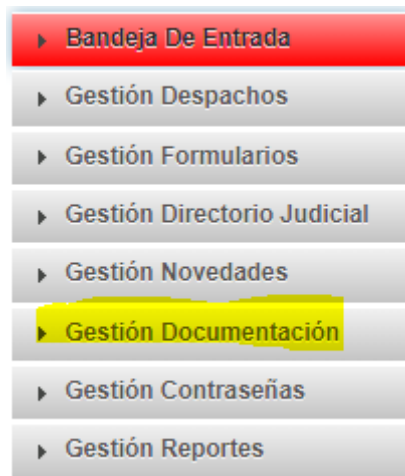 Bandeja De Entrada
Gestión Despachos
Gestión Formularios
Gestión Directorio Judicial
Gestión Novedades
Gestión Documentación
Gestión Contraseñas
Gestión Reportes